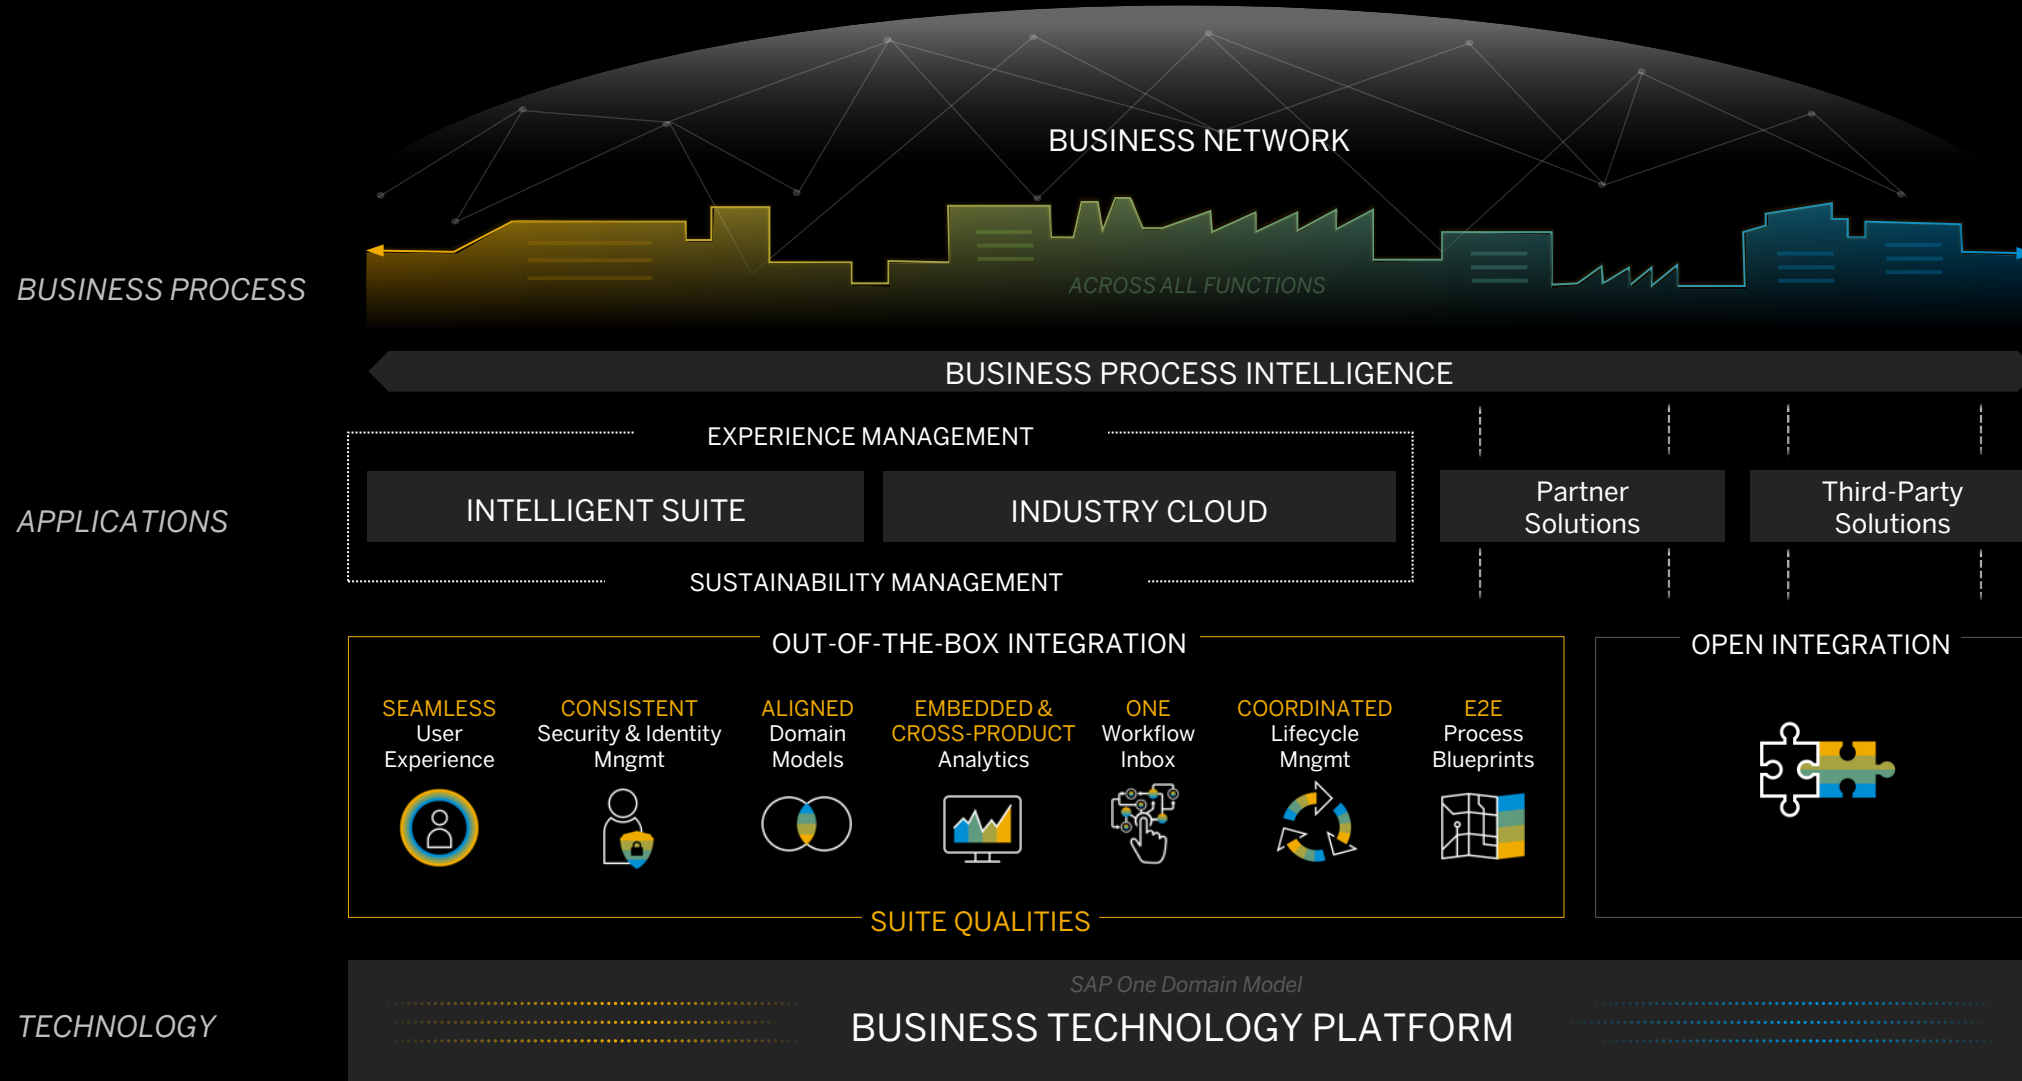 BUSINESS NETWORK
BUSINESS PROCESS
ACROSS ALL FUNCTIONS
BUSINESS PROCESS INTELLIGENCE
EXPERIENCE MANAGEMENT
APPLICATIONS
INTELLIGENT SUITE
INDUSTRY CLOUD
Partner
Solutions
Third-Party
Solutions
SUSTAINABILITY MANAGEMENT
OUT-OF-THE-BOX INTEGRATION
SEAMLESS
User
Experience
CONSISTENT
Security & Identity
Mngmt
ALIGNED
Domain
Models
EMBEDDED &
CROSS-PRODUCT
Analytics
ONE
Workflow
Inbox
COORDINATED
Lifecycle
Mngmt
E2E
Process
Blueprints
SUITE QUALITIES
OPEN INTEGRATION
TECHNOLOGY
SAP One Domain Model
BUSINESS TECHNOLOGY PLATFORM